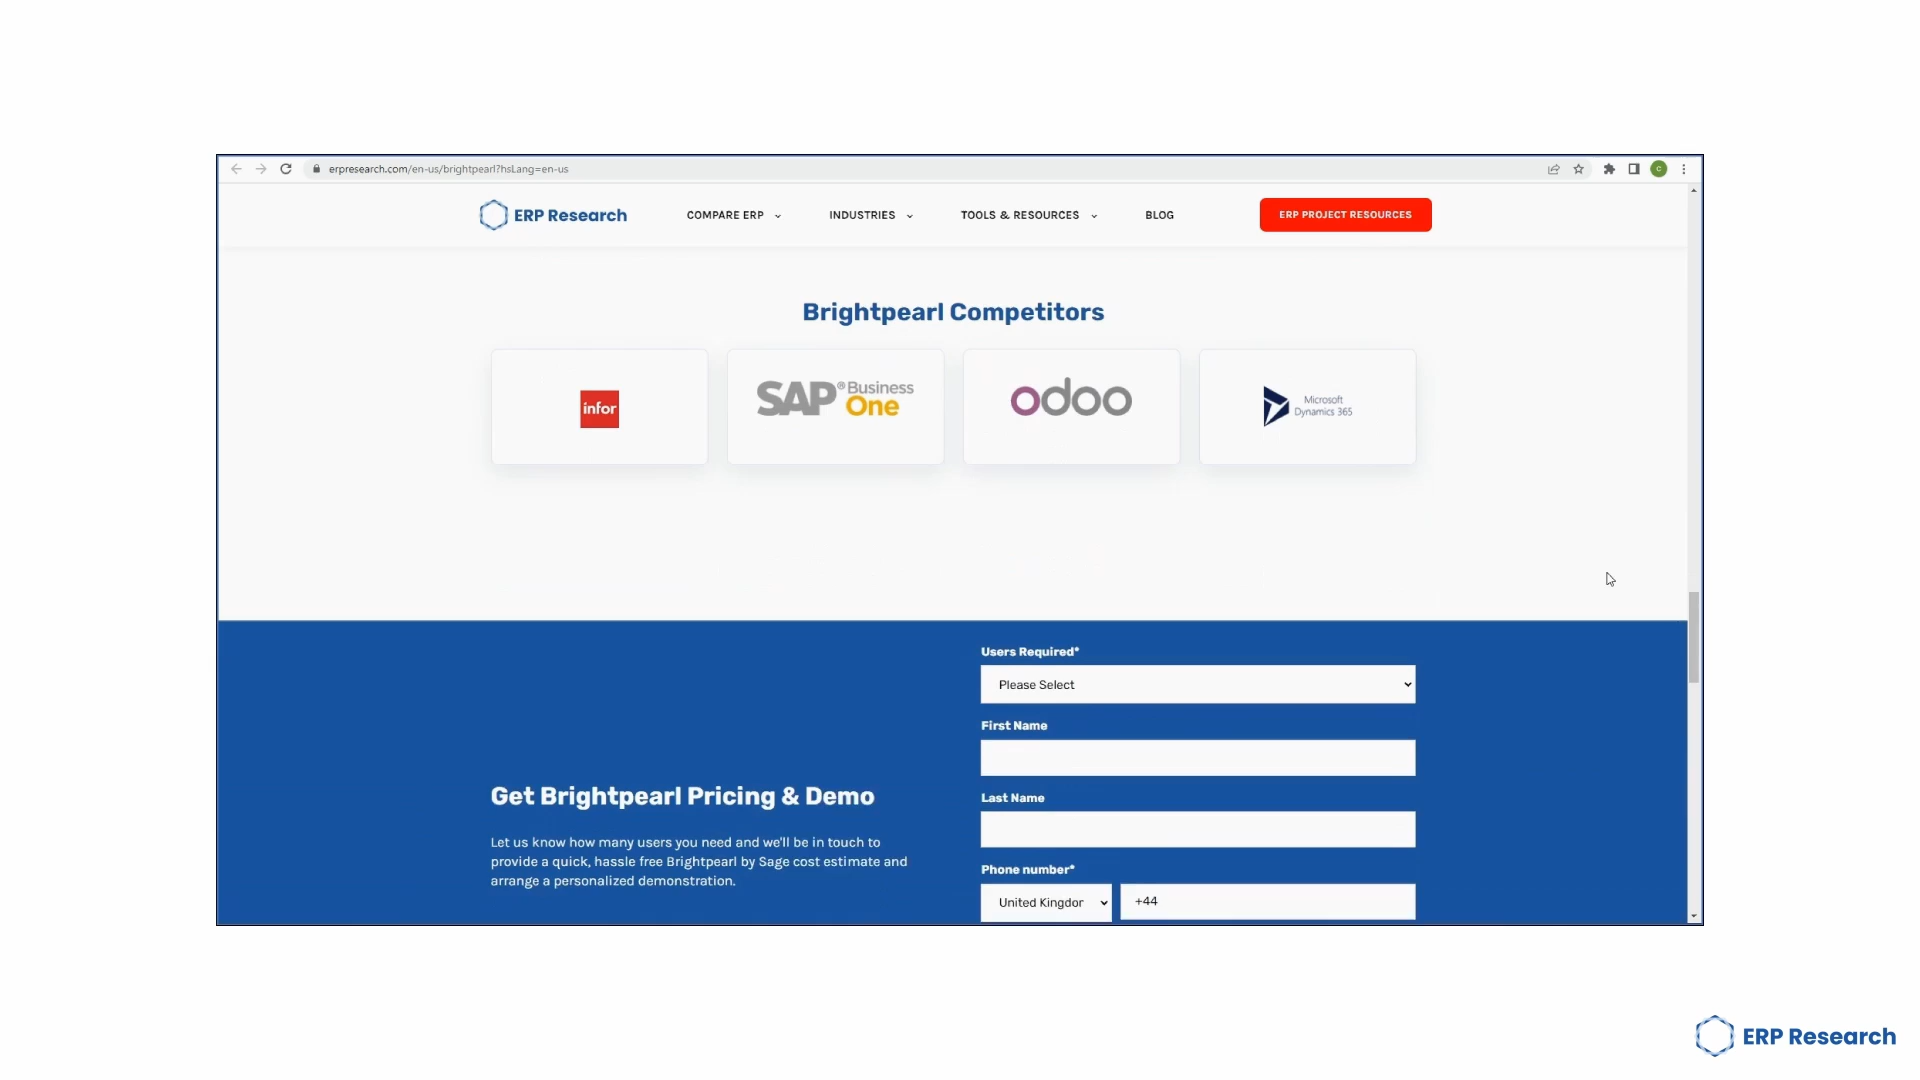 erpresearch.com/en-us/brightpearl?hsLang=en-us
C
ERP Research
COMPARE ERP
INDUSTRIES
TOOLS & RESOURCES
BLOG
ERP PROJECT RESOURCES
Brightpearl Competitors
infor
SAP® Business One
odoo
Microsoft
Dynamics 365
Users Required*
Please Select
First Name
Get Brightpearl Pricing & Demo
Last Name
Let us know how many users you need and we'll be in touch to
provide a quick, hassle free Brightpearl by Sage cost estimate and
arrange a personalized demonstration.
Phone number*
United Kingdor
+44
ERP Research